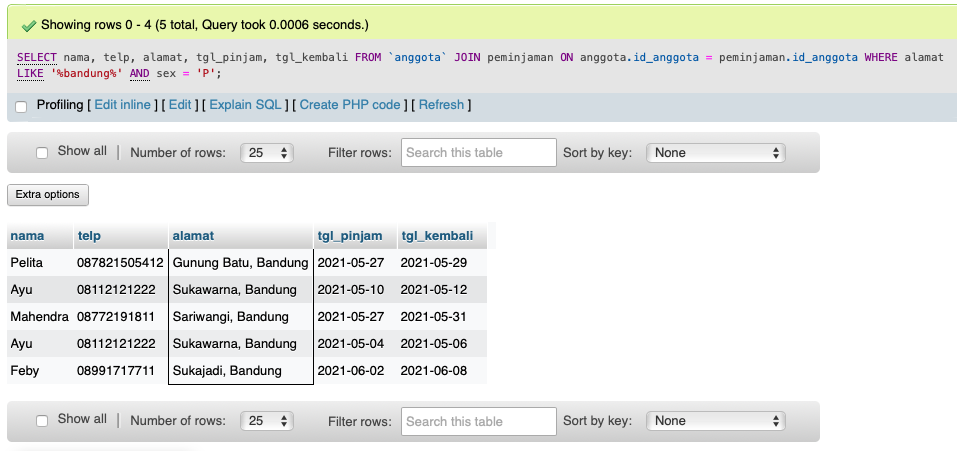 Showing rows 0 - 4 (5 total, Query took 0.0006 seconds.)
SELECT nama, telp, alamat, tgl_pinjam, tgl_kembali FROM `anggota` JOIN peminjaman ON anggota.id_anggota = peminjaman.id_anggota WHERE alamat
LIKE '%bandung%' AND sex = 'P';
Profiling [ Edit inline ] [ Edit ] [ Explain SQL ] [ Create PHP code ] [ Refresh ]
Show all | Number of rows: 25 Filter rows: Search this table Sort by key: None
Extra options
nama telp alamat tgl_pinjam tgl_kembali
Pelita 087821505412 Gunung Batu, Bandung 2021-05-27 2021-05-29
Ayu 08112121222 Sukawarna, Bandung 2021-05-10 2021-05-12
Mahendra 08772191811 Sariwangi, Bandung 2021-05-27 2021-05-31
Ayu 08112121222 Sukawarna, Bandung 2021-05-04 2021-05-06
Feby 08991717711 Sukajadi, Bandung 2021-06-02 2021-06-08
Show all | Number of rows: 25 Filter rows: Search this table Sort by key: None